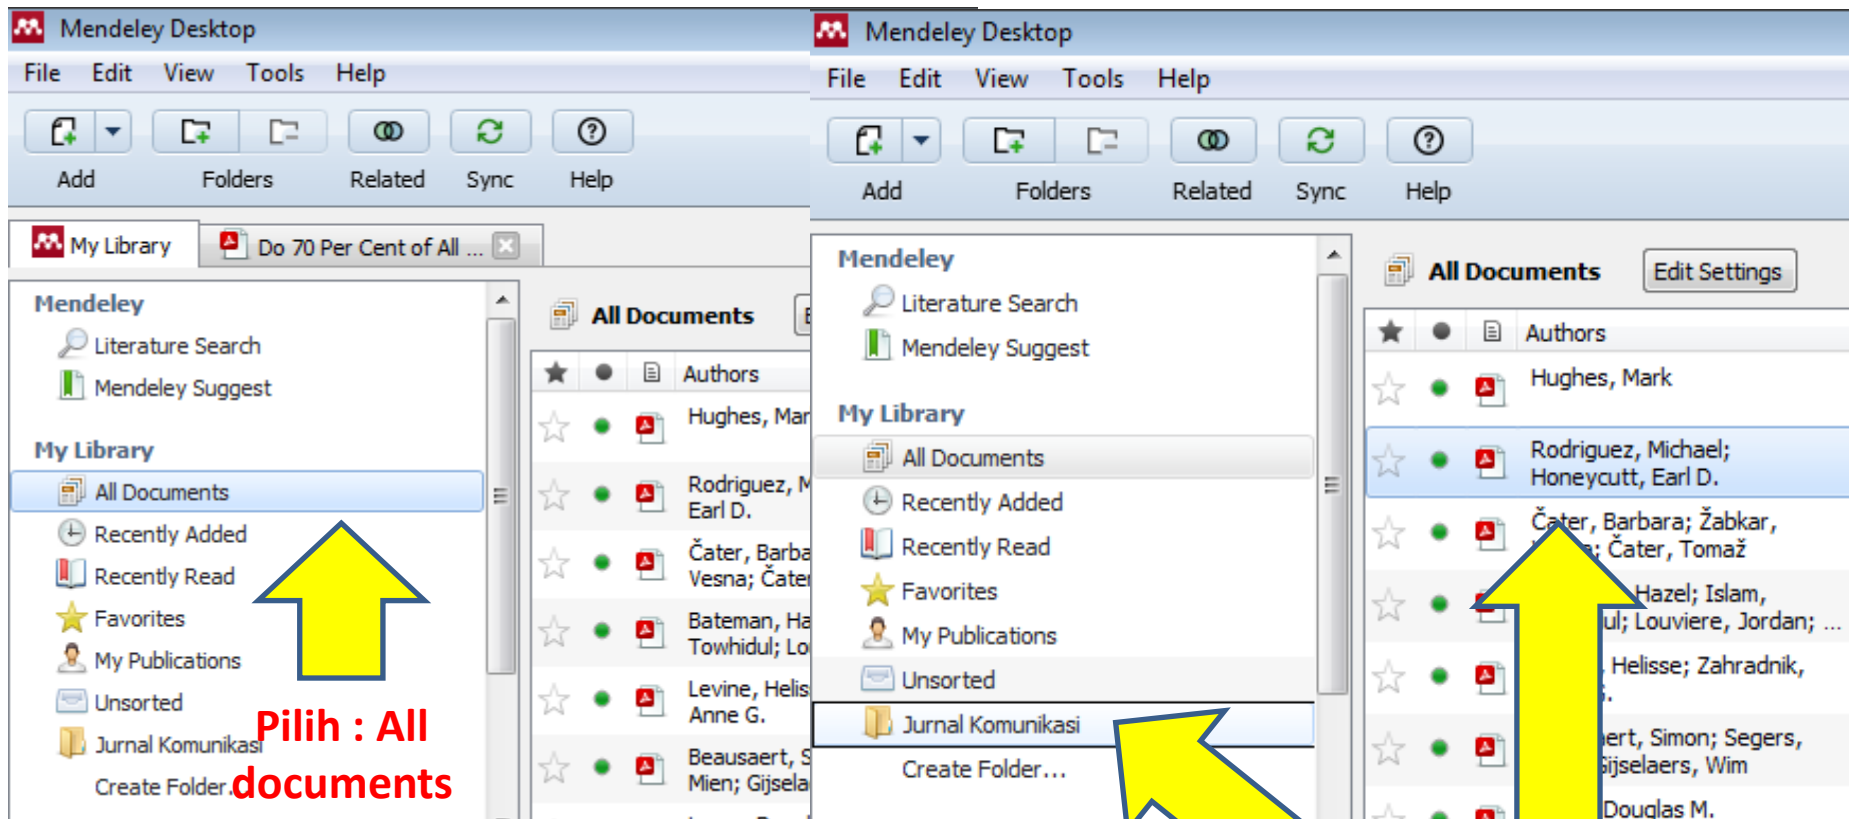 Mendeley Desktop
File Edit View Tools Help
Add Folders Related Sync Help
My Library
Do 70 Per Cent of All ...
Mendeley
Literature Search
Mendeley Suggest
My Library
All Documents
Recently Added
Recently Read
Favorites
My Publications
Unsorted
Jurnal Komunikasi
Create Folder.
Pilih : All
documents
All Documents
Authors
Hughes, Mar
Rodriguez, M
Earl D.
Čater, Barba
Vesna; Čater
Bateman, Ha
Towhidul; Lo
Levine, Helis
Anne G.
Beausaert, S
Mien; Gijsela
Mendeley Desktop
File Edit View Tools Help
Add Folders Related Sync Help
Mendeley
Literature Search
Mendeley Suggest
My Library
All Documents
Recently Added
Recently Read
Favorites
My Publications
Unsorted
Jurnal Komunikasi
Create Folder...
All Documents Edit Settings
Authors
Hughes, Mark
Rodriguez, Michael;
Honeycutt, Earl D.
Čater, Barbara; Žabkar,
Čater, Tomaž
Hazel; Islam,
ul; Louviere, Jordan; ...
Helisse; Zahradnik,
ert, Simon; Segers,
Gijselaers, Wim
Douglas M.